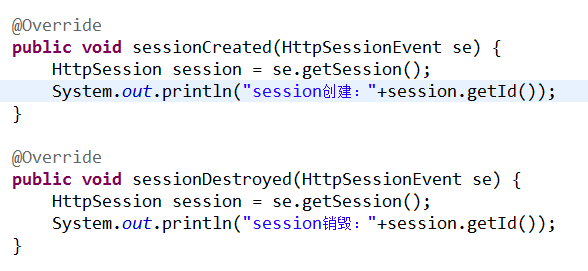 @Override
public void sessionCreated(HttpSessionEvent se) {
    HttpSession session = se.getSession();
    System.out.println("session创建："+session.getId());
}
@Override
public void sessionDestroyed(HttpSessionEvent se) {
    HttpSession session = se.getSession();
    System.out.println("session销毁："+session.getId());
}